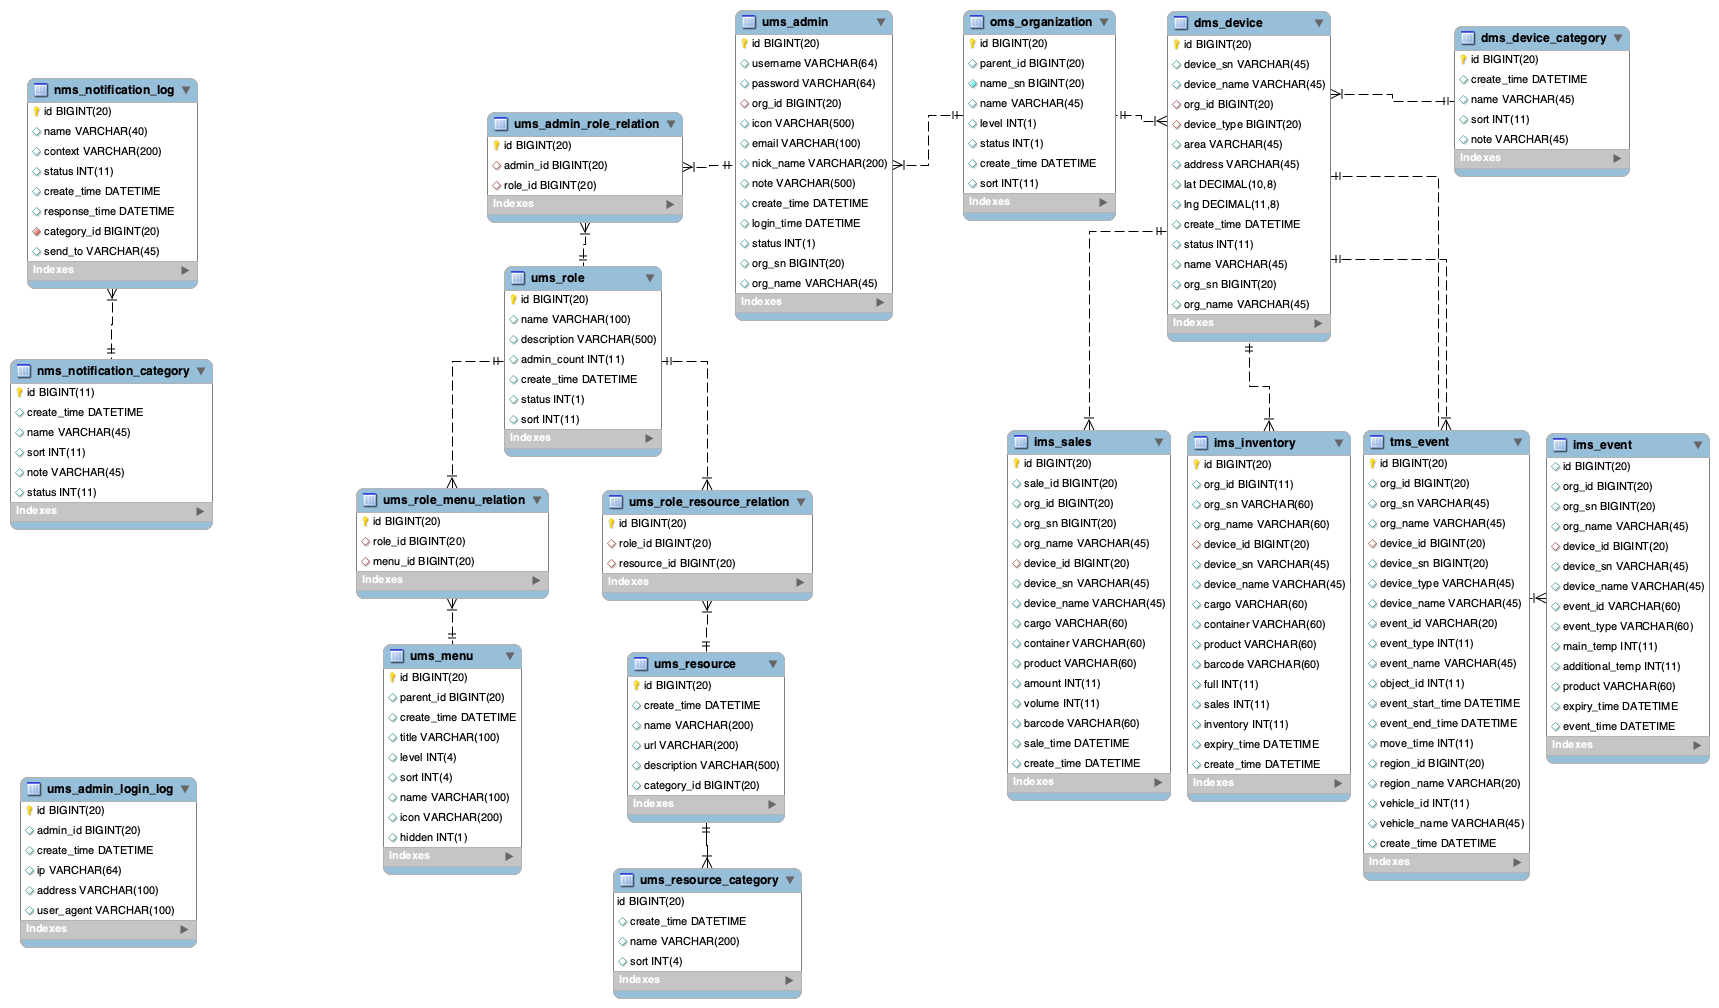 nms_notification_log
id BIGINT(20)
name VARCHAR(40)
context VARCHAR(200)
status INT(11)
create_time DATETIME
response_time DATETIME
category_id BIGINT(20)
send_to VARCHAR(45)
Indexes
nms_notification_category
id BIGINT(11)
create_time DATETIME
name VARCHAR(45)
sort INT(11)
note VARCHAR(45)
status INT(11)
Indexes
ums_admin_login_log
id BIGINT(20)
admin_id BIGINT(20)
create_time DATETIME
ip VARCHAR(64)
address VARCHAR(100)
user_agent VARCHAR(100)
Indexes
ums_admin_role_relation
id BIGINT(20)
admin_id BIGINT(20)
role_id BIGINT(20)
Indexes
ums_role
id BIGINT(20)
name VARCHAR(100)
description VARCHAR(500)
admin_count INT(11)
create_time DATETIME
status INT(1)
sort INT(11)
Indexes
ums_role_menu_relation
id BIGINT(20)
role_id BIGINT(20)
menu_id BIGINT(20)
Indexes
ums_menu
id BIGINT(20)
parent_id BIGINT(20)
create_time DATETIME
title VARCHAR(100)
level INT(4)
sort INT(4)
name VARCHAR(100)
icon VARCHAR(200)
hidden INT(1)
Indexes
ums_role_resource_relation
id BIGINT(20)
role_id BIGINT(20)
resource_id BIGINT(20)
Indexes
ums_resource
id BIGINT(20)
create_time DATETIME
name VARCHAR(200)
url VARCHAR(200)
description VARCHAR(500)
category_id BIGINT(20)
Indexes
ums_resource_category
id BIGINT(20)
create_time DATETIME
name VARCHAR(200)
sort INT(4)
Indexes
ums_admin
id BIGINT(20)
username VARCHAR(64)
password VARCHAR(64)
org_id BIGINT(20)
icon VARCHAR(500)
email VARCHAR(100)
nick_name VARCHAR(200)
note VARCHAR(500)
create_time DATETIME
login_time DATETIME
status INT(1)
org_sn BIGINT(20)
org_name VARCHAR(45)
Indexes
oms_organization
id BIGINT(20)
parent_id BIGINT(20)
name_sn BIGINT(20)
name VARCHAR(45)
level INT(1)
status INT(1)
create_time DATETIME
sort INT(11)
Indexes
dms_device
id BIGINT(20)
device_sn VARCHAR(45)
device_name VARCHAR(45)
org_id BIGINT(20)
device_type BIGINT(20)
area VARCHAR(45)
address VARCHAR(45)
lat DECIMAL(10,8)
lng DECIMAL(11,8)
create_time DATETIME
status INT(11)
name VARCHAR(45)
org_sn BIGINT(20)
org_name VARCHAR(45)
Indexes
dms_device_category
id BIGINT(20)
create_time DATETIME
name VARCHAR(45)
sort INT(11)
note VARCHAR(45)
Indexes
ims_sales
id BIGINT(20)
sale_id BIGINT(20)
org_id BIGINT(20)
org_sn BIGINT(20)
org_name VARCHAR(45)
device_id BIGINT(20)
device_sn VARCHAR(45)
device_name VARCHAR(45)
cargo VARCHAR(60)
container VARCHAR(60)
product VARCHAR(60)
amount INT(11)
volume INT(11)
barcode VARCHAR(60)
sale_time DATETIME
create_time DATETIME
Indexes
ims_inventory
id BIGINT(20)
org_id BIGINT(11)
org_sn VARCHAR(60)
org_name VARCHAR(60)
device_id BIGINT(20)
device_sn VARCHAR(45)
device_name VARCHAR(45)
cargo VARCHAR(60)
container VARCHAR(60)
product VARCHAR(60)
barcode VARCHAR(60)
full INT(11)
sales INT(11)
inventory INT(11)
expiry_time DATETIME
create_time DATETIME
Indexes
tms_event
id BIGINT(20)
org_id BIGINT(20)
org_sn VARCHAR(45)
org_name VARCHAR(45)
device_id BIGINT(20)
device_sn BIGINT(20)
device_type VARCHAR(45)
device_name VARCHAR(45)
event_id VARCHAR(20)
event_type INT(11)
event_name VARCHAR(45)
object_id INT(11)
event_start_time DATETIME
event_end_time DATETIME
move_time INT(11)
region_id BIGINT(20)
region_name VARCHAR(20)
vehicle_id INT(11)
vehicle_name VARCHAR(45)
create_time DATETIME
Indexes
ims_event
id BIGINT(20)
org_id BIGINT(20)
org_sn BIGINT(20)
org_name VARCHAR(45)
device_id BIGINT(20)
device_sn VARCHAR(45)
device_name VARCHAR(45)
event_id VARCHAR(60)
event_type VARCHAR(60)
main_temp INT(11)
additional_temp INT(11)
product VARCHAR(60)
expiry_time DATETIME
event_time DATETIME
Indexes